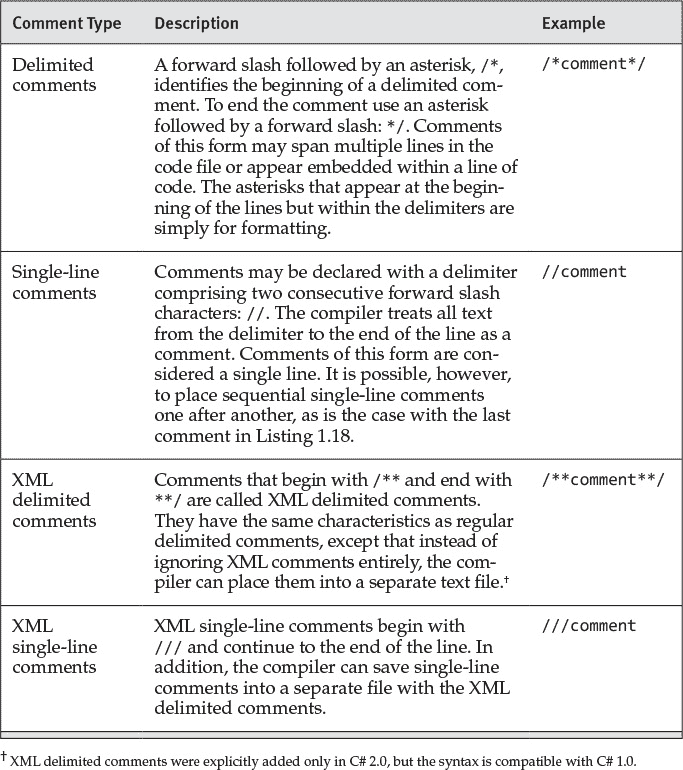 Comment Type Description Example
Delimited comments
A forward slash followed by an asterisk, /*,
identifies the beginning of a delimited com-
ment. To end the comment use an asterisk
followed by a forward slash: */. Comments
of this form may span multiple lines in the
code file or appear embedded within a line of
code. The asterisks that appear at the begin-
ning of the lines but within the delimiters are
simply for formatting.
/*comment*/
Single-line
comments
Comments may be declared with a delimiter
comprising two consecutive forward slash
characters: //. The compiler treats all text
from the delimiter to the end of the line as a
comment. Comments of this form are con-
sidered a single line. It is possible, however,
to place sequential single-line comments
one after another, as is the case with the last
comment in Listing 1.18.
//comment
XML
delimited
comments
Comments that begin with /** and end with
**/ are called XML delimited comments.
They have the same characteristics as regular
delimited comments, except that instead of
ignoring XML comments entirely, the com-
piler can place them into a separate text file.†
/**comment**/
XML
single-line
comments
XML single-line comments begin with
/// and continue to the end of the line. In
addition, the compiler can save single-line
comments into a separate file with the XML
delimited comments.
///comment
† XML delimited comments were explicitly added only in C# 2.0, but the syntax is compatible with C# 1.0.